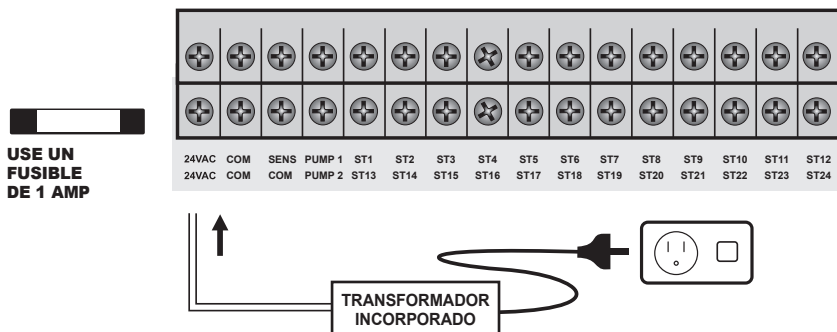 24VAC COM SENS PUMP 1 ST1 ST2 ST3 ST4 ST5 ST6 ST7 ST8 ST9 ST10 ST11 ST12
24VAC COM COM PUMP 2 ST13 ST14 ST15 ST16 ST17 ST18 ST19 ST20 ST21 ST22 ST23 ST24
USE UN
FUSIBLE
DE 1 AMP
TRANSFORMADOR
INCORPORADO